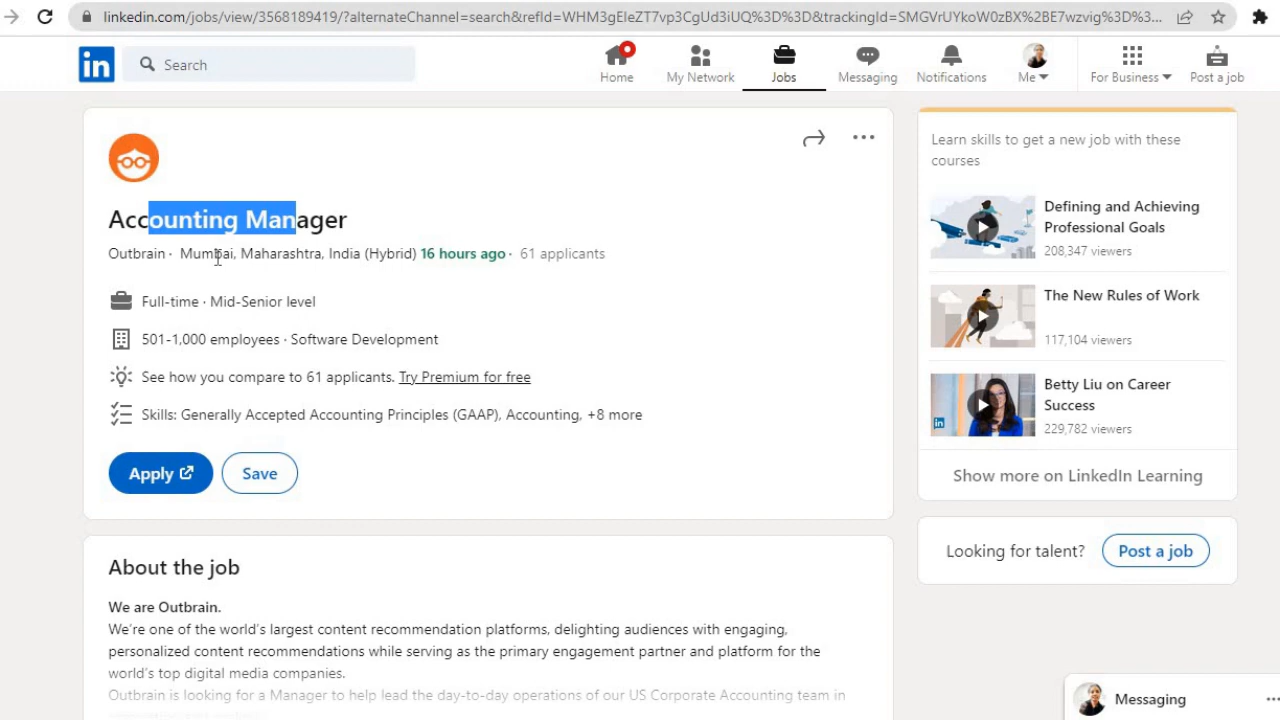 linkedin.com/jobs/view/3568189419/?alternateChannel=search&refId=WHM3gEleZT7vp3CgUd3iUQ%3D%3D&trackingId=SMGVrUYkoW0zBX%2BE7wzvig%3D%3...
in
Search
Home
My Network
Jobs
Messaging
Notifications
Me
For Business
Post a job
Accounting Manager
Outbrain · Mumbai, Maharashtra, India (Hybrid) 16 hours ago · 61 applicants
Full-time · Mid-Senior level
501-1,000 employees · Software Development
See how you compare to 61 applicants. Try Premium for free
Skills: Generally Accepted Accounting Principles (GAAP), Accounting, +8 more
Apply
Save
About the job
We are Outbrain.
We're one of the world's largest content recommendation platforms, delighting audiences with engaging,
personalized content recommendations while serving as the primary engagement partner and platform for the
world's top digital media companies.
Outbrain is looking for a Manager to help lead the day-to-day operations of our US Corporate Accounting team in
Learn skills to get a new job with these
courses
Defining and Achieving
Professional Goals
208,347 viewers
The New Rules of Work
117,104 viewers
Betty Liu on Career
Success
229,782 viewers
Show more on LinkedIn Learning
Looking for talent?
Post a job
Messaging